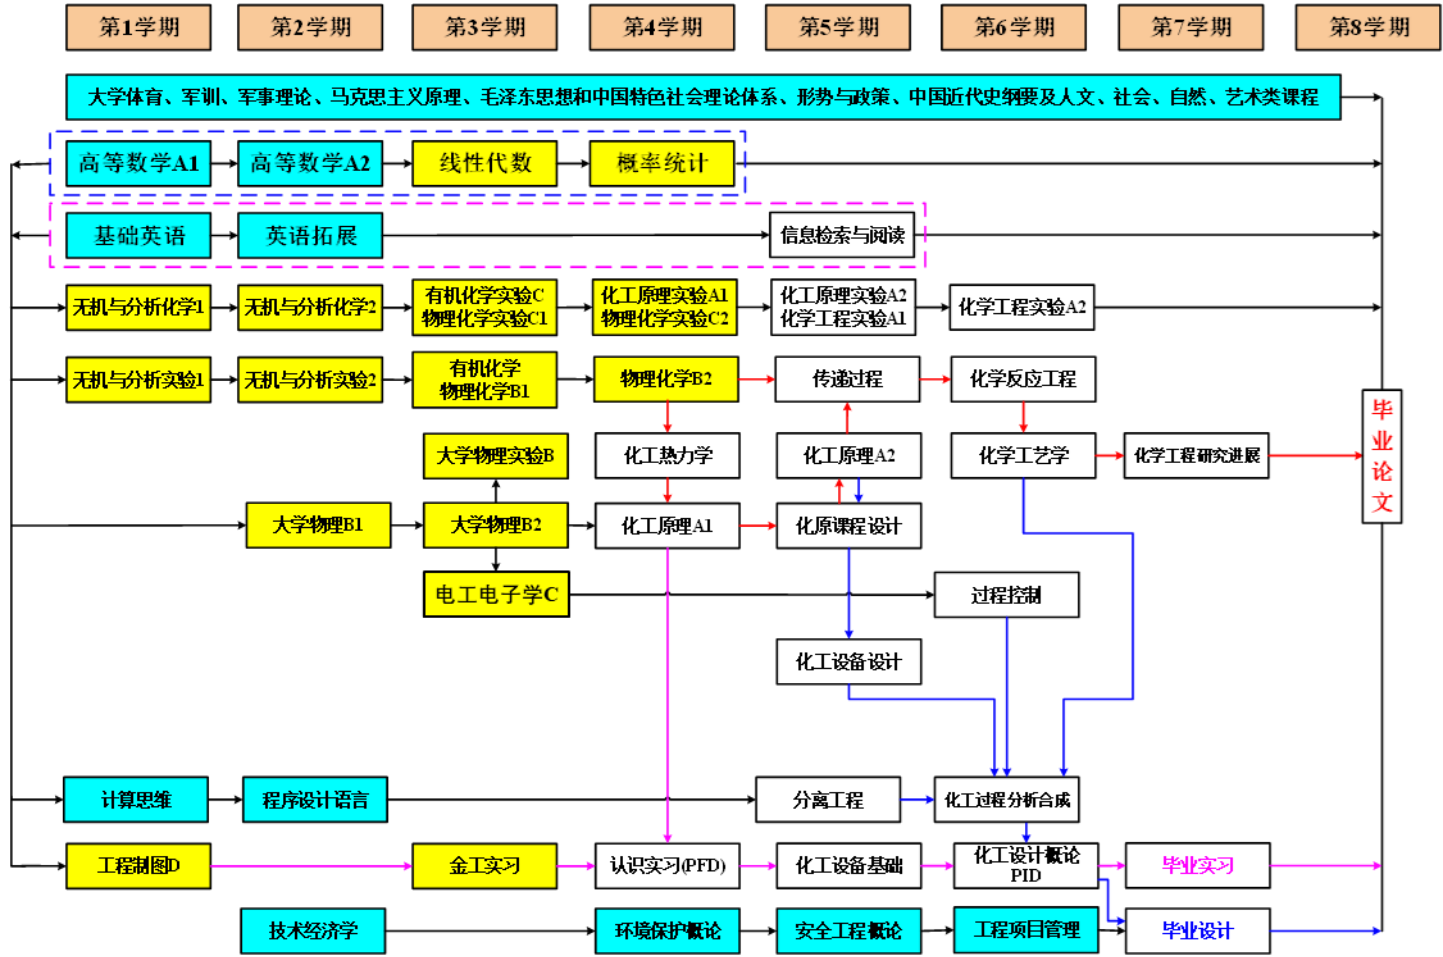 第1学期
第2学期
第3学期
第4学期
第5学期
第6学期
第7学期
第8学期
大学体育、军训、军事理论、马克思主义原理、毛泽东思想和中国特色社会理论体系、形势与政策、中国近代史纲要及人文、社会、自然、艺术类课程
高等数学A1
高等数学A2
线性代数
概率统计
基础英语
英语拓展
信息检索与阅读
无机与分析化学1
无机与分析化学2
有机化学实验C
物理化学实验C1
化工原理实验A1
物理化学实验C2
化工原理实验A2
化学工程实验A1
化学工程实验A2
无机与分析实验1
无机与分析实验2
有机化学
物理化学B1
物理化学B2
传递过程
化学反应工程
大学物理实验B
化工热力学
化工原理A2
化学工艺学
化学工程研究进展
毕
业
论
文
大学物理B1
大学物理B2
化工原理A1
化原课程设计
电工电子学C
过程控制
化工设备设计
计算思维
程序设计语言
分离工程
化工过程分析合成
工程制图D
金工实习
认识实习(PFD)
化工设备基础
化工设计概论
PID
毕业实习
技术经济学
环境保护概论
安全工程概论
工程项目管理
毕业设计